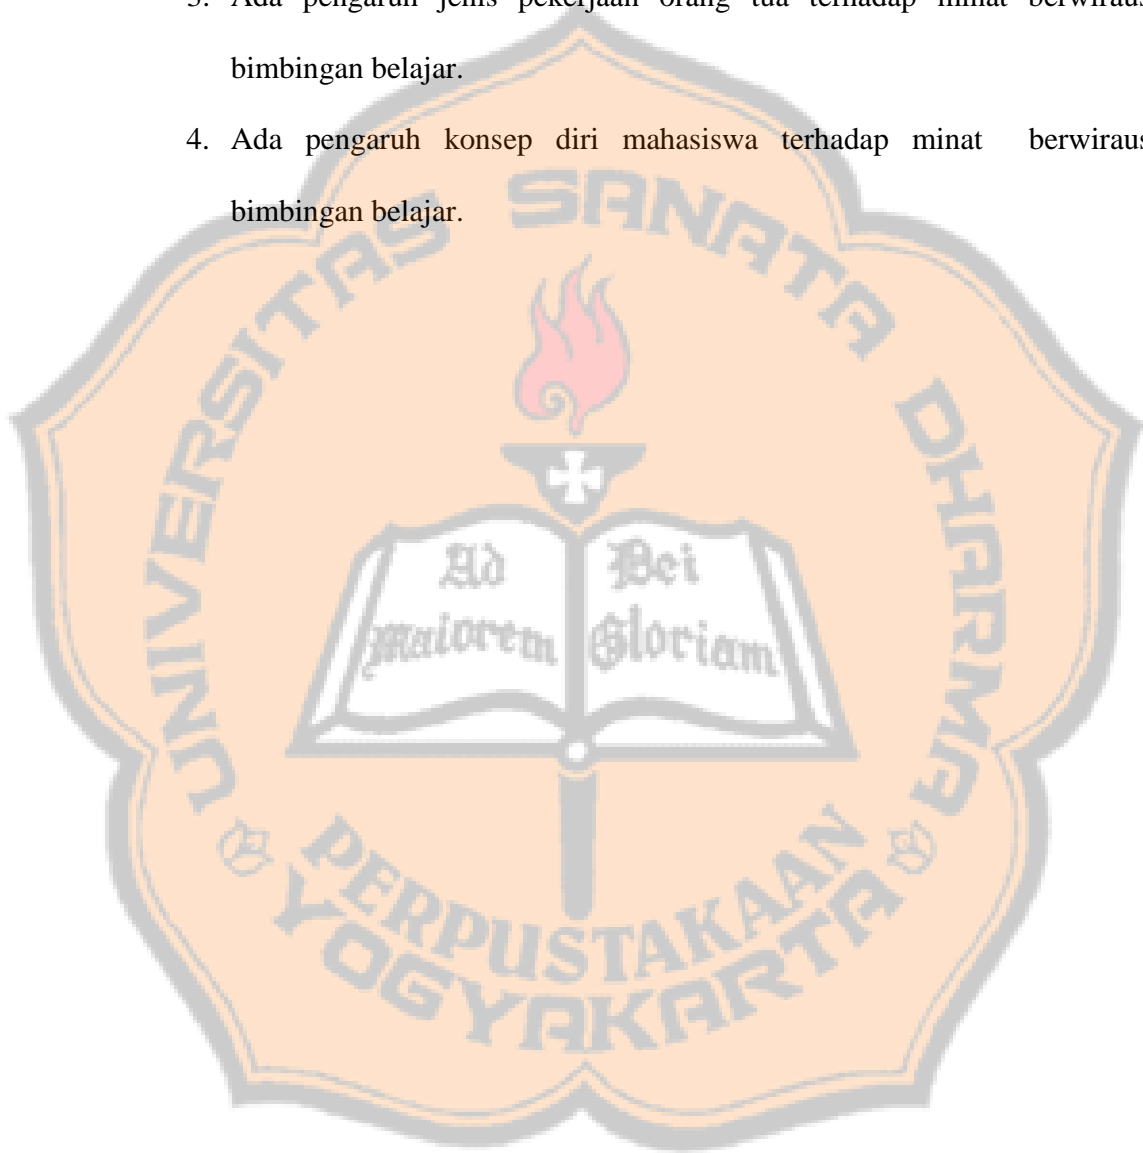 3. Ada pengaruh jenis pekerjaan orang tua terhadap minat berwiraus
bimbingan belajar.
4. Ada pengaruh konsep diri mahasiswa terhadap minat berwiraus
bimbingan belajar.
UNIVERSITAS SANATA DHARMA
Ad Dei
Maiorem Gloriam
PERPUSTAKAAN
YOGYAKARTA